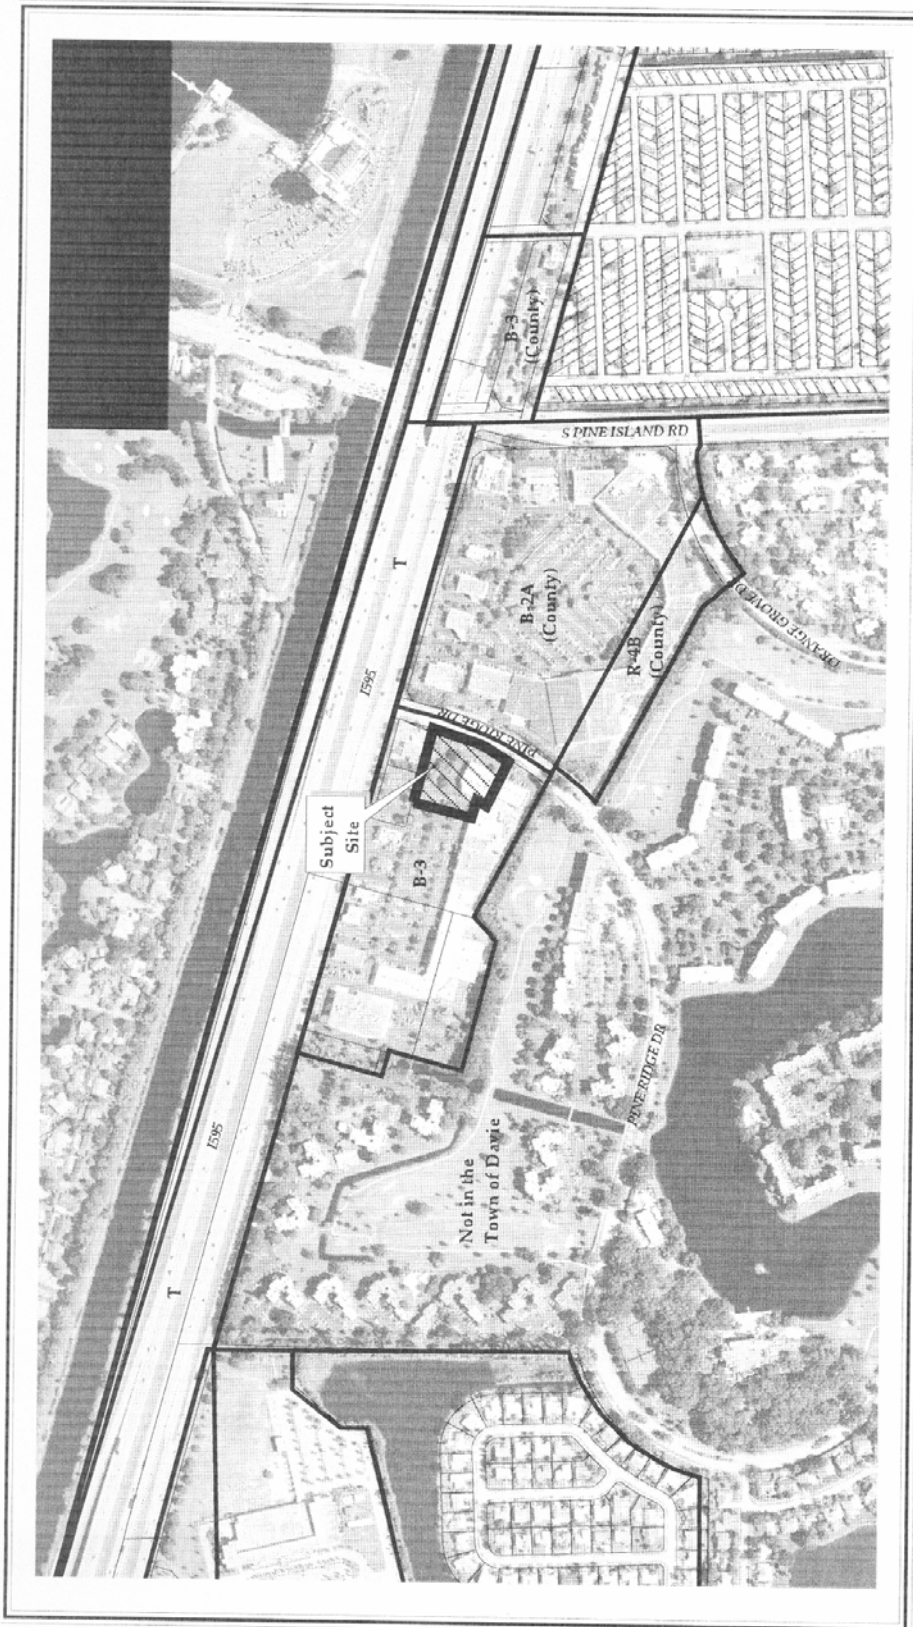 T
I595
Not in the
Town of Davie
PINE RIDGE DR
Subject
Site
B-3
PINE RIDGE DR
I595
T
B-2A
(County)
R-4B
(County)
ORANGE GROVE DR
S PINE ISLAND RD
B-3
(County)